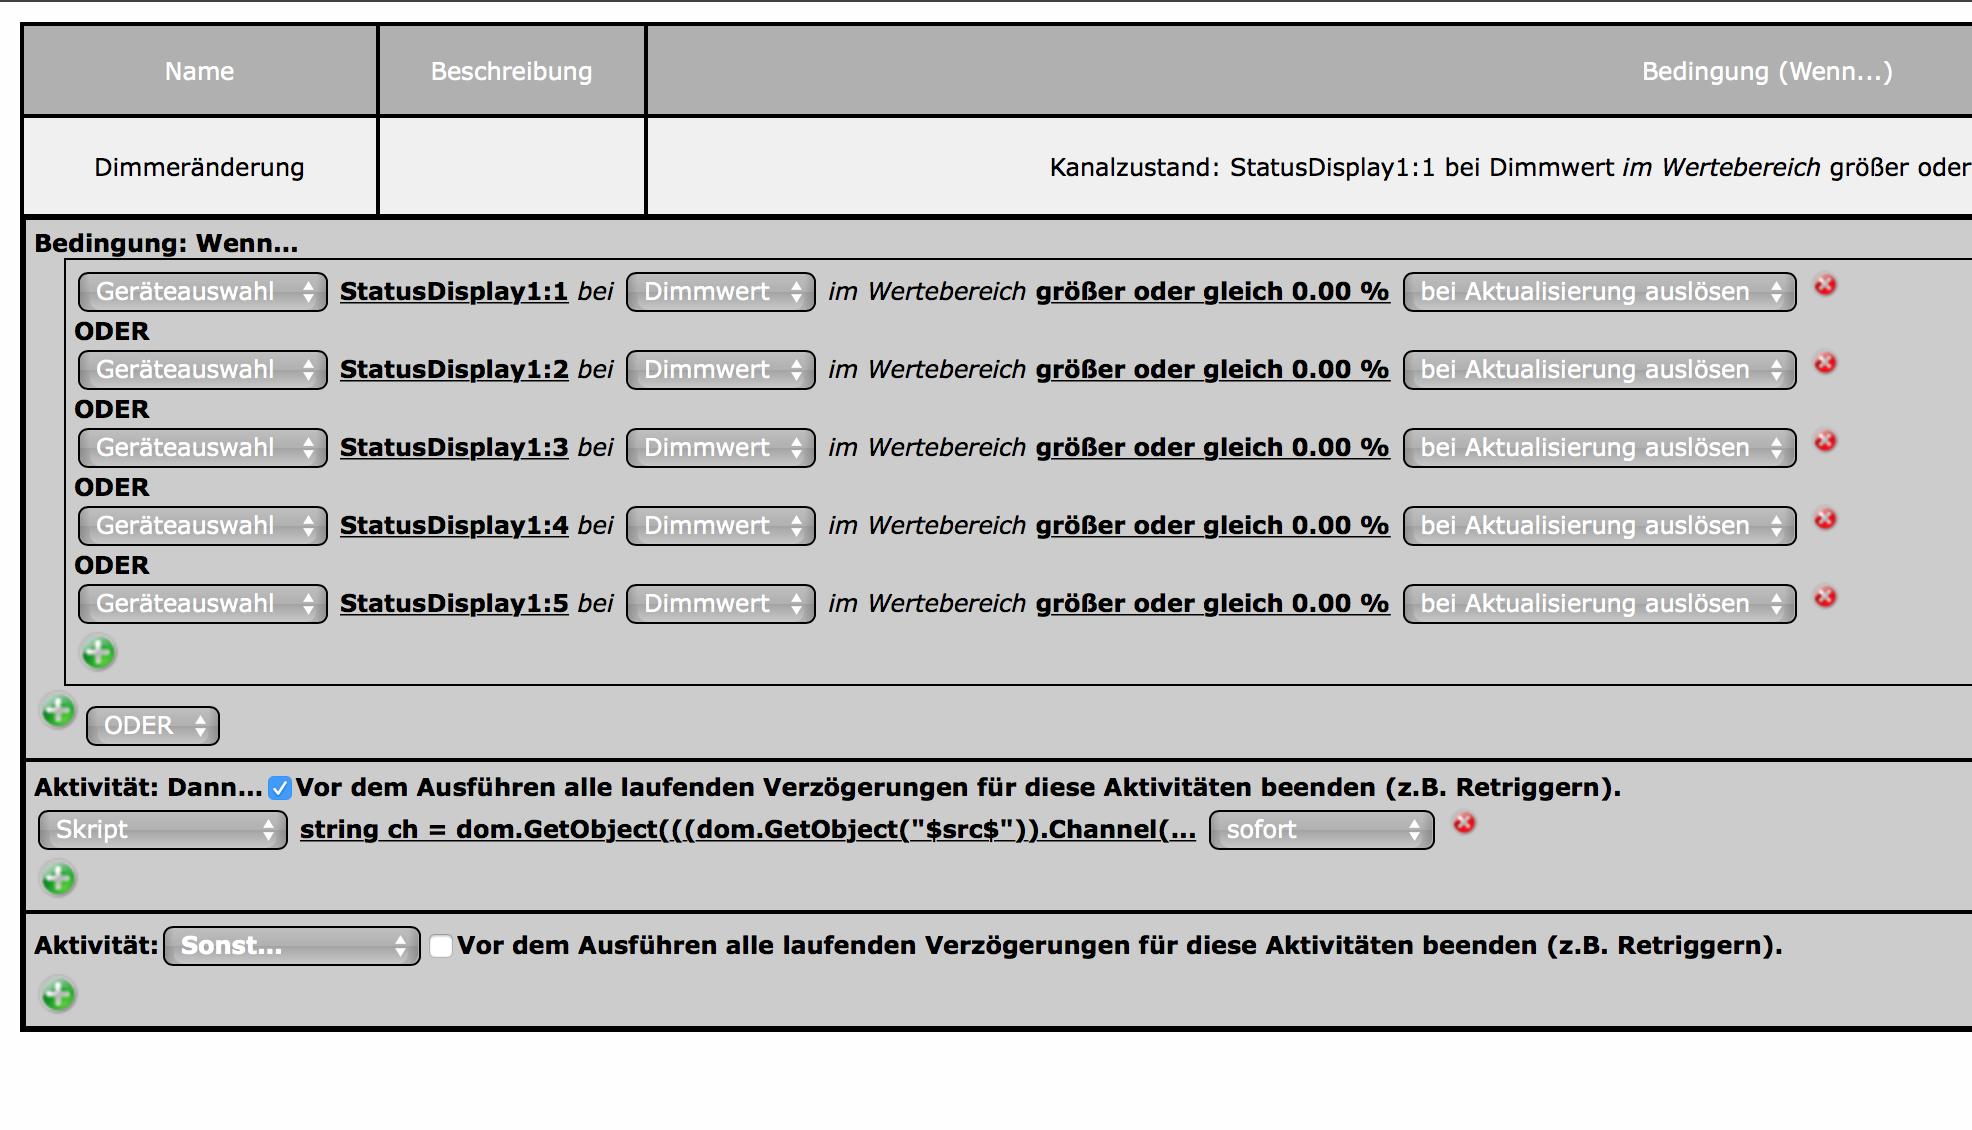 Name Beschreibung Bedingung (Wenn...)
Dimmeränderung Kanalzustand: StatusDisplay1:1 bei Dimmwert im Wertebereich größer oder
Bedingung: Wenn...
Geräteauswahl StatusDisplay1:1 bei Dimmwert im Wertebereich größer oder gleich 0.00 % bei Aktualisierung auslösen
ODER
Geräteauswahl StatusDisplay1:2 bei Dimmwert im Wertebereich größer oder gleich 0.00 % bei Aktualisierung auslösen
ODER
Geräteauswahl StatusDisplay1:3 bei Dimmwert im Wertebereich größer oder gleich 0.00 % bei Aktualisierung auslösen
ODER
Geräteauswahl StatusDisplay1:4 bei Dimmwert im Wertebereich größer oder gleich 0.00 % bei Aktualisierung auslösen
ODER
Geräteauswahl StatusDisplay1:5 bei Dimmwert im Wertebereich größer oder gleich 0.00 % bei Aktualisierung auslösen
ODER
Aktivität: Dann... Vor dem Ausführen alle laufenden Verzögerungen für diese Aktivitäten beenden (z.B. Retriggern).
Skript string ch = dom.GetObject(((dom.GetObject("$src$")).Channel(... sofort
Aktivität: Sonst... Vor dem Ausführen alle laufenden Verzögerungen für diese Aktivitäten beenden (z.B. Retriggern).